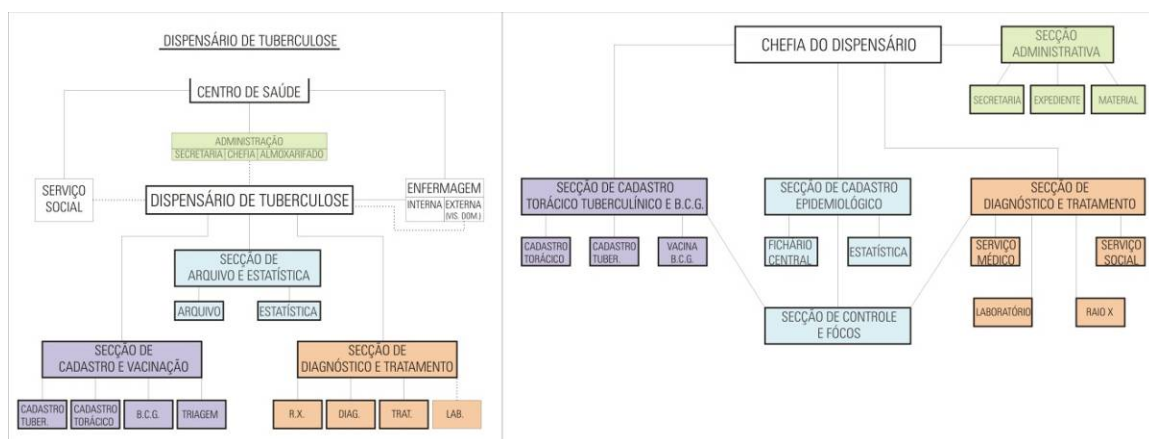 DISPENSÁRIO DE TUBERCULOSE
CENTRO DE SAÚDE
ADMINISTRAÇÃO
SECRETARIA CHEFIA ALMOXARIFADO
SERVIÇO
SOCIAL
DISPENSÁRIO DE TUBERCULOSE
ENFERMAGEM
INTERNA EXTERNA
(VIS. DOM.)
SECÇÃO DE
ARQUIVO E ESTATÍSTICA
ARQUIVO
ESTATÍSTICA
SECÇÃO DE
CADASTRO E VACINAÇÃO
CADASTRO
TUBER.
CADASTRO
TORÁCICO
B.C.G.
TRIAGEM
SECÇÃO DE
DIAGNÓSTICO E TRATAMENTO
R.X.
DIAG.
TRAT.
LAB.
CHEFIA DO DISPENSÁRIO
SECÇÃO
ADMINISTRATIVA
SECRETARIA
EXPEDIENTE
MATERIAL
SECÇÃO DE CADASTRO
TORÁCICO TUBERCULÍNICO E B.C.G.
CADASTRO
TORÁCICO
CADASTRO
TUBER.
VACINA
B.C.G.
SECÇÃO DE CADASTRO
EPIDEMIOLÓGICO
FICHÁRIO
CENTRAL
ESTATÍSTICA
SECÇÃO DE
DIAGNÓSTICO E TRATAMENTO
SERVIÇO
MÉDICO
SERVIÇO
SOCIAL
LABORATÓRIO
RAIO X
SECÇÃO DE CONTROLE
E FÓCOS